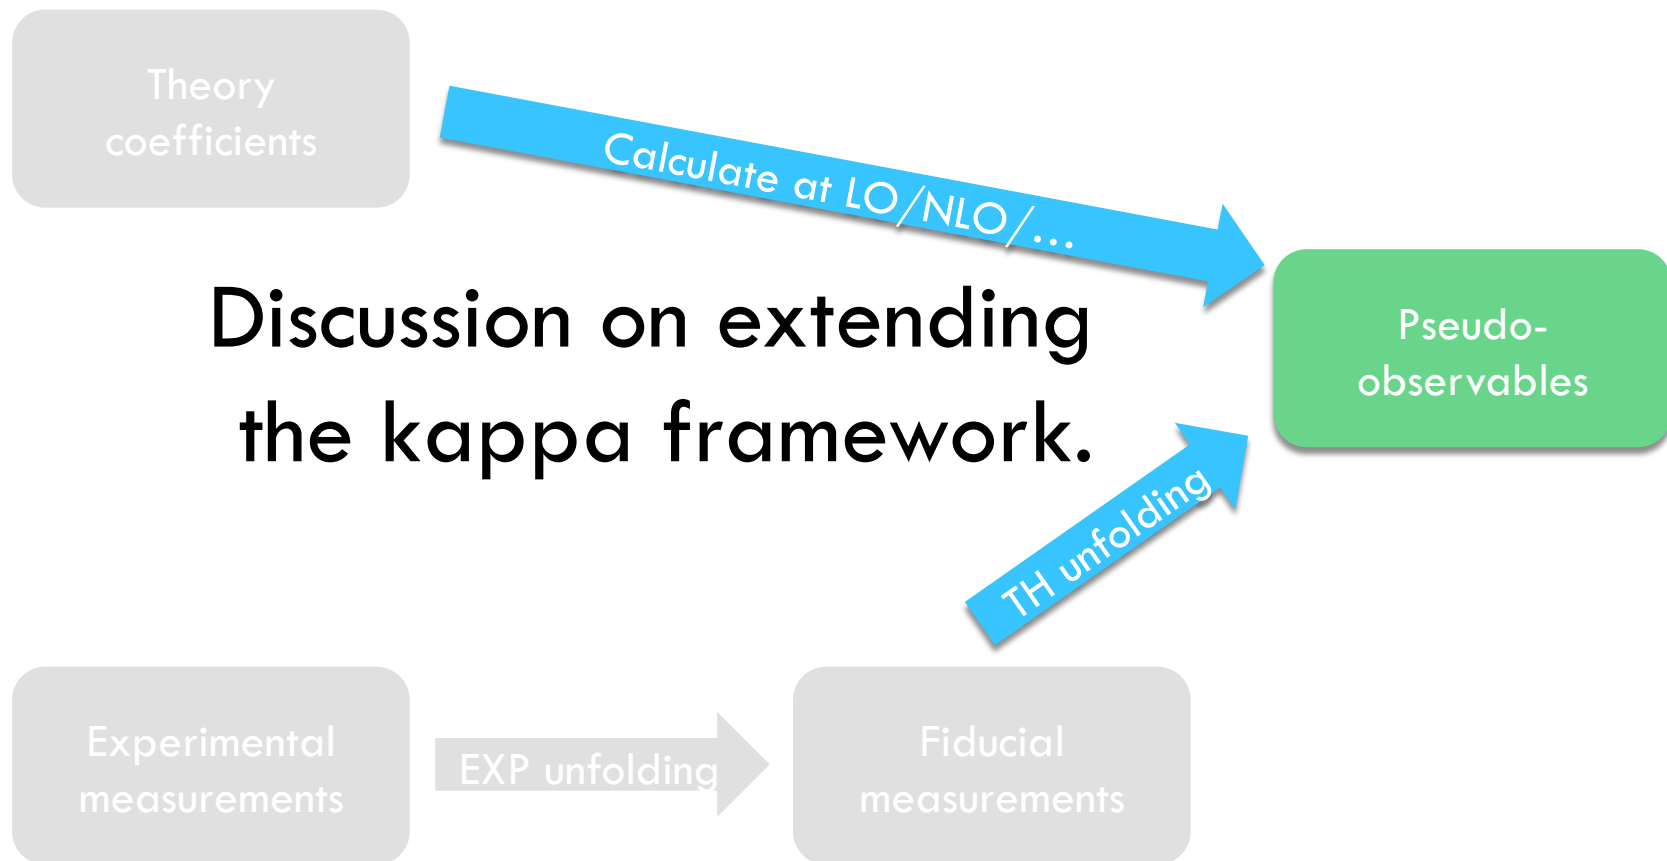 Theory
coefficients
Calculate at LO/NLO/...
Discussion on extending
the kappa framework.
Pseudo-
observables
TH unfolding
Experimental
measurements
EXP unfolding
Fiducial
measurements